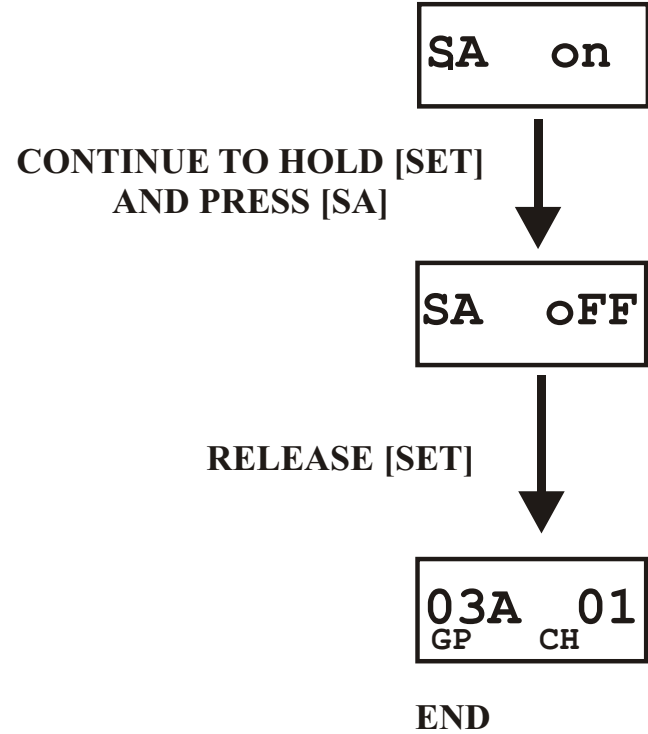 SA on
CONTINUE TO HOLD [SET]
AND PRESS [SA]
SA oFF
RELEASE [SET]
03A 01
GP CH
END